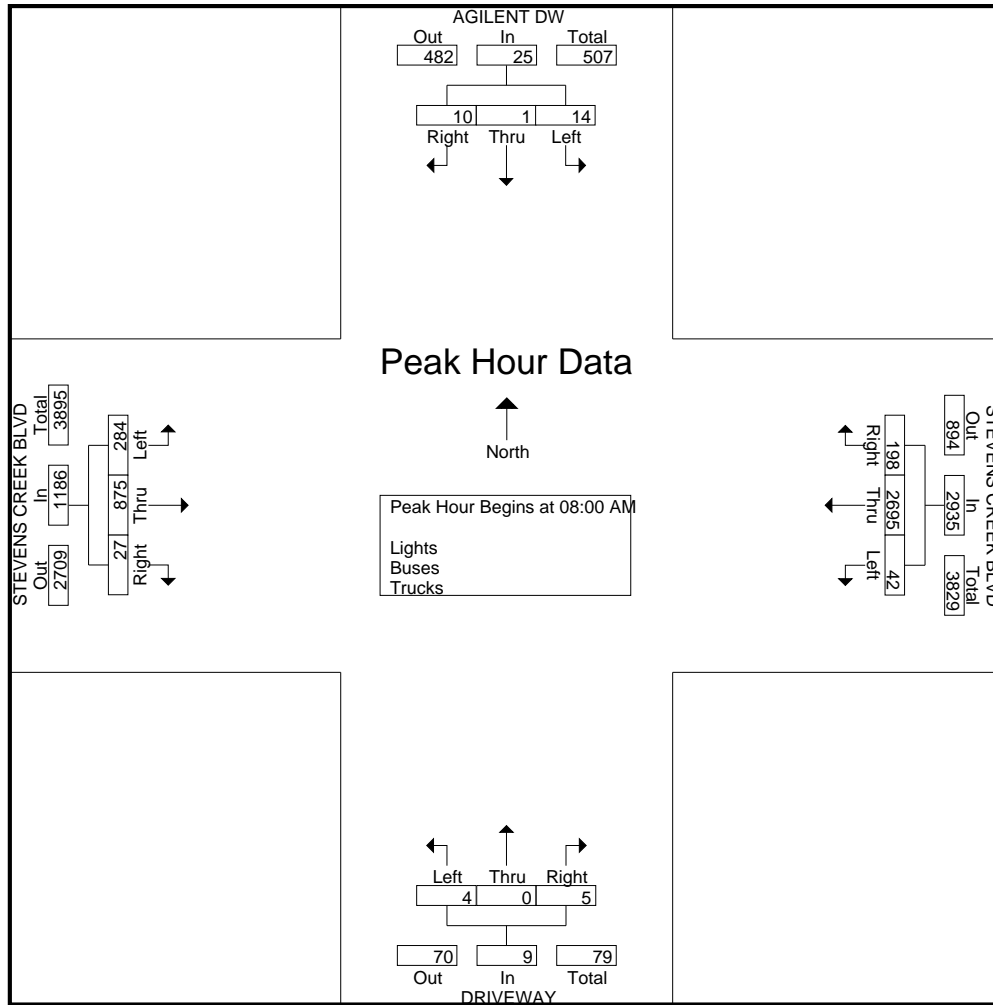 AGILENT DW
Out In Total
482 25 507
10 1 14
Right Thru Left
Peak Hour Data
North
Peak Hour Begins at 08:00 AM
Lights
Buses
Trucks
STEVENS CREEK BLVD
Out In Total
2709 1186 3895
27 875 284
Right Thru Left
STEVENS CREEK BLVD
Out In Total
894 2935 3829
198 2695 42
Right Thru Left
Left Thru Right
4 0 5
70 9 79
Out In Total
DRIVEWAY